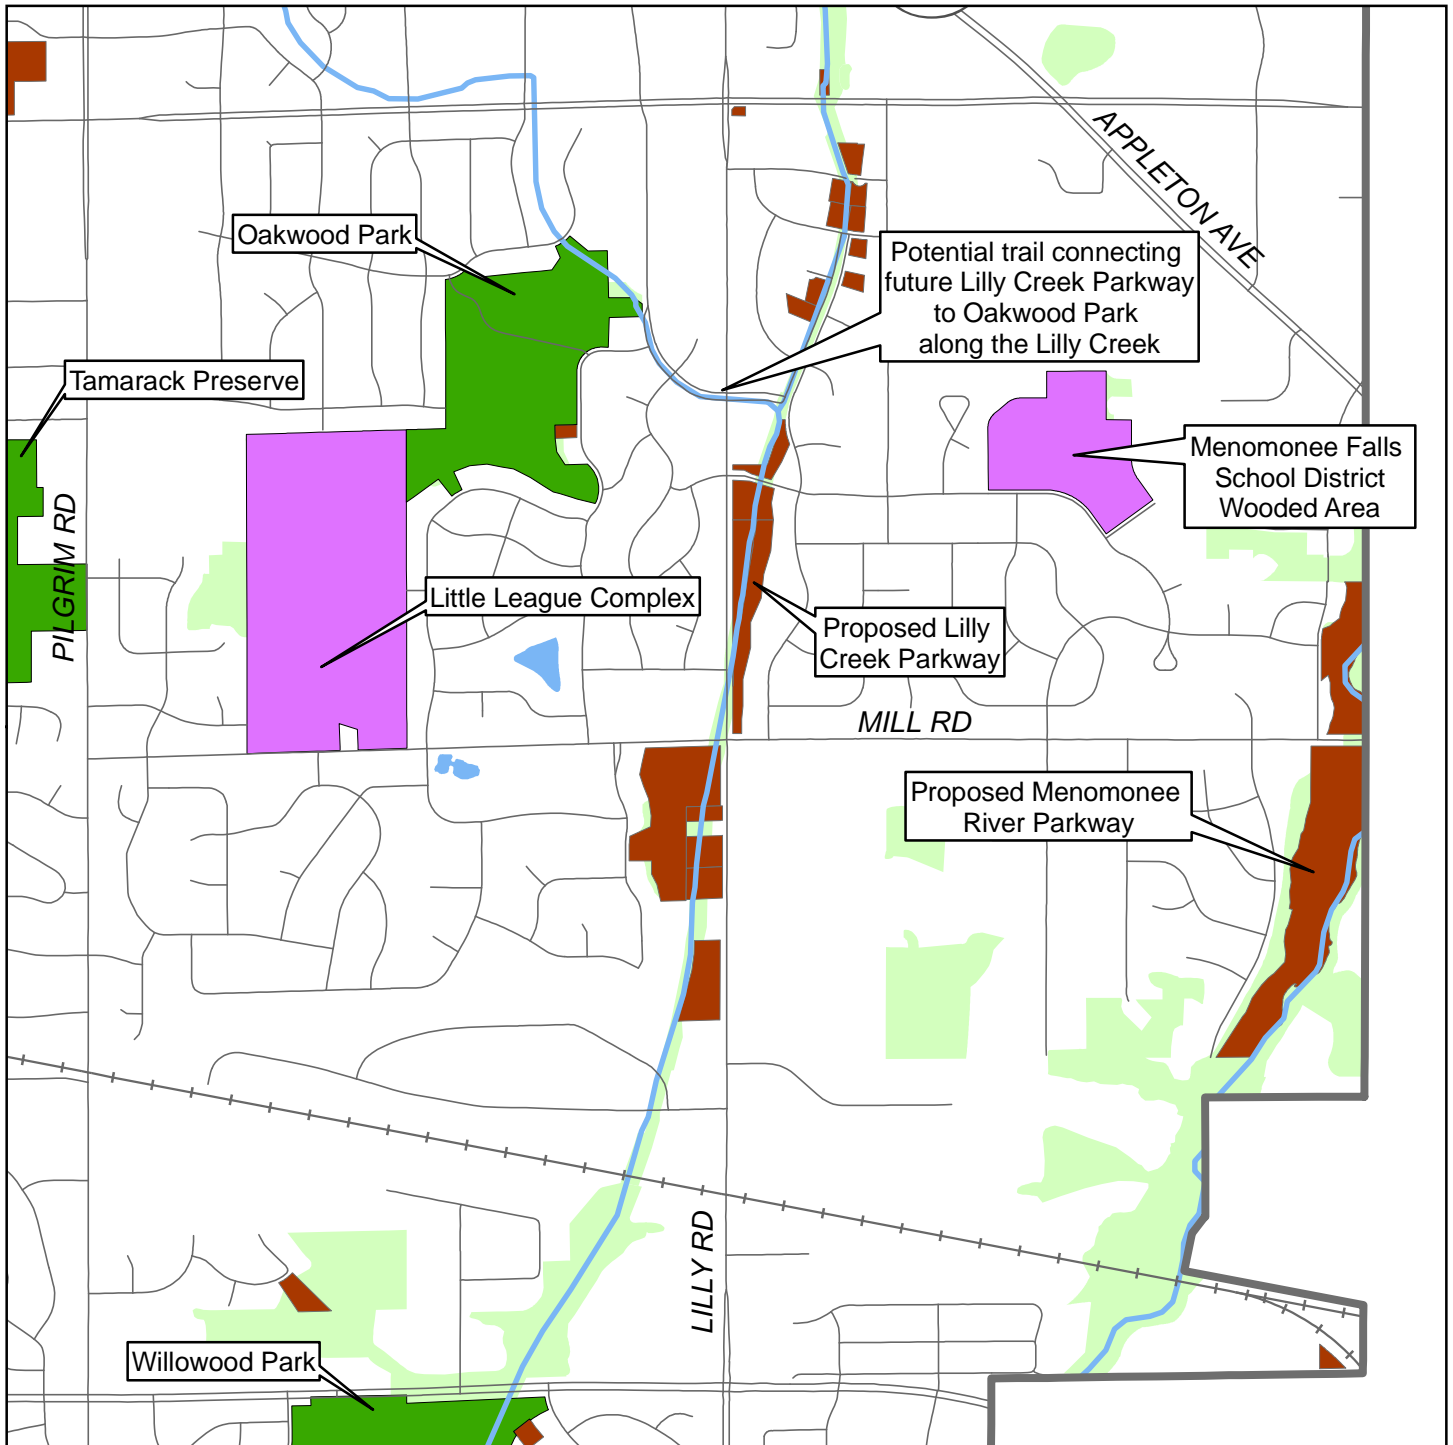 APPLETON AVE
Oakwood Park
Potential trail connecting
future Lilly Creek Parkway
to Oakwood Park
along the Lilly Creek
Tamarack Preserve
Menomonee Falls
School District
Wooded Area
PILGRIM RD
Little League Complex
Proposed Lilly
Creek Parkway
MILL RD
Proposed Menomonee
River Parkway
LILLY RD
Willowood Park